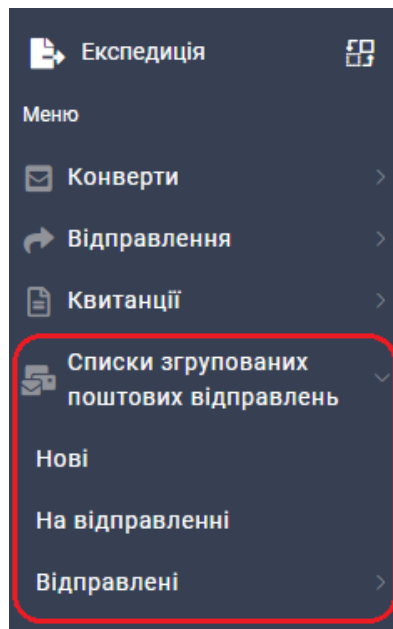 Експедиція
Меню
Конверти
Відправлення
Квитанції
Списки згрупованих
поштових відправлень
Нові
На відправленні
Відправлені